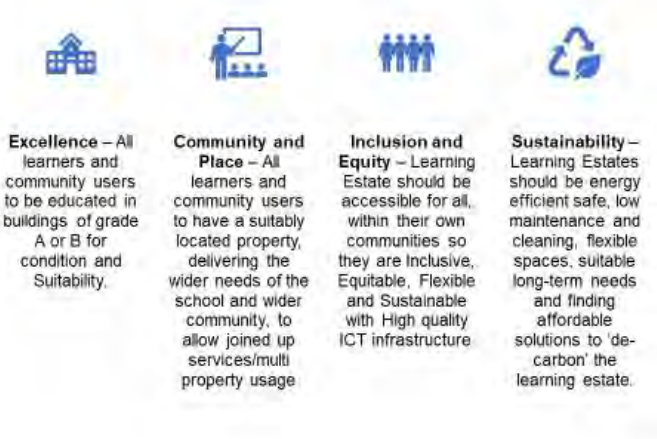 Excellence – All
learners and
community users
to be educated in
buildings of grade
A or B for
condition and
Suitability.
Community and
Place – All
learners and
community users
to have a suitably
located property,
delivering the
wider needs of the
school and wider
community, to
allow joined up
services/multi
property usage
Inclusion and
Equity – Learning
Estate should be
accessible for all,
within their own
communities so
they are Inclusive,
Equitable, Flexible
and Sustainable
with High quality
ICT infrastructure
Sustainability –
Learning Estates
should be energy
efficient safe, low
maintenance and
cleaning, flexible
spaces, suitable
long-term needs
and finding
affordable
solutions to 'de-
carbon' the
learning estate.